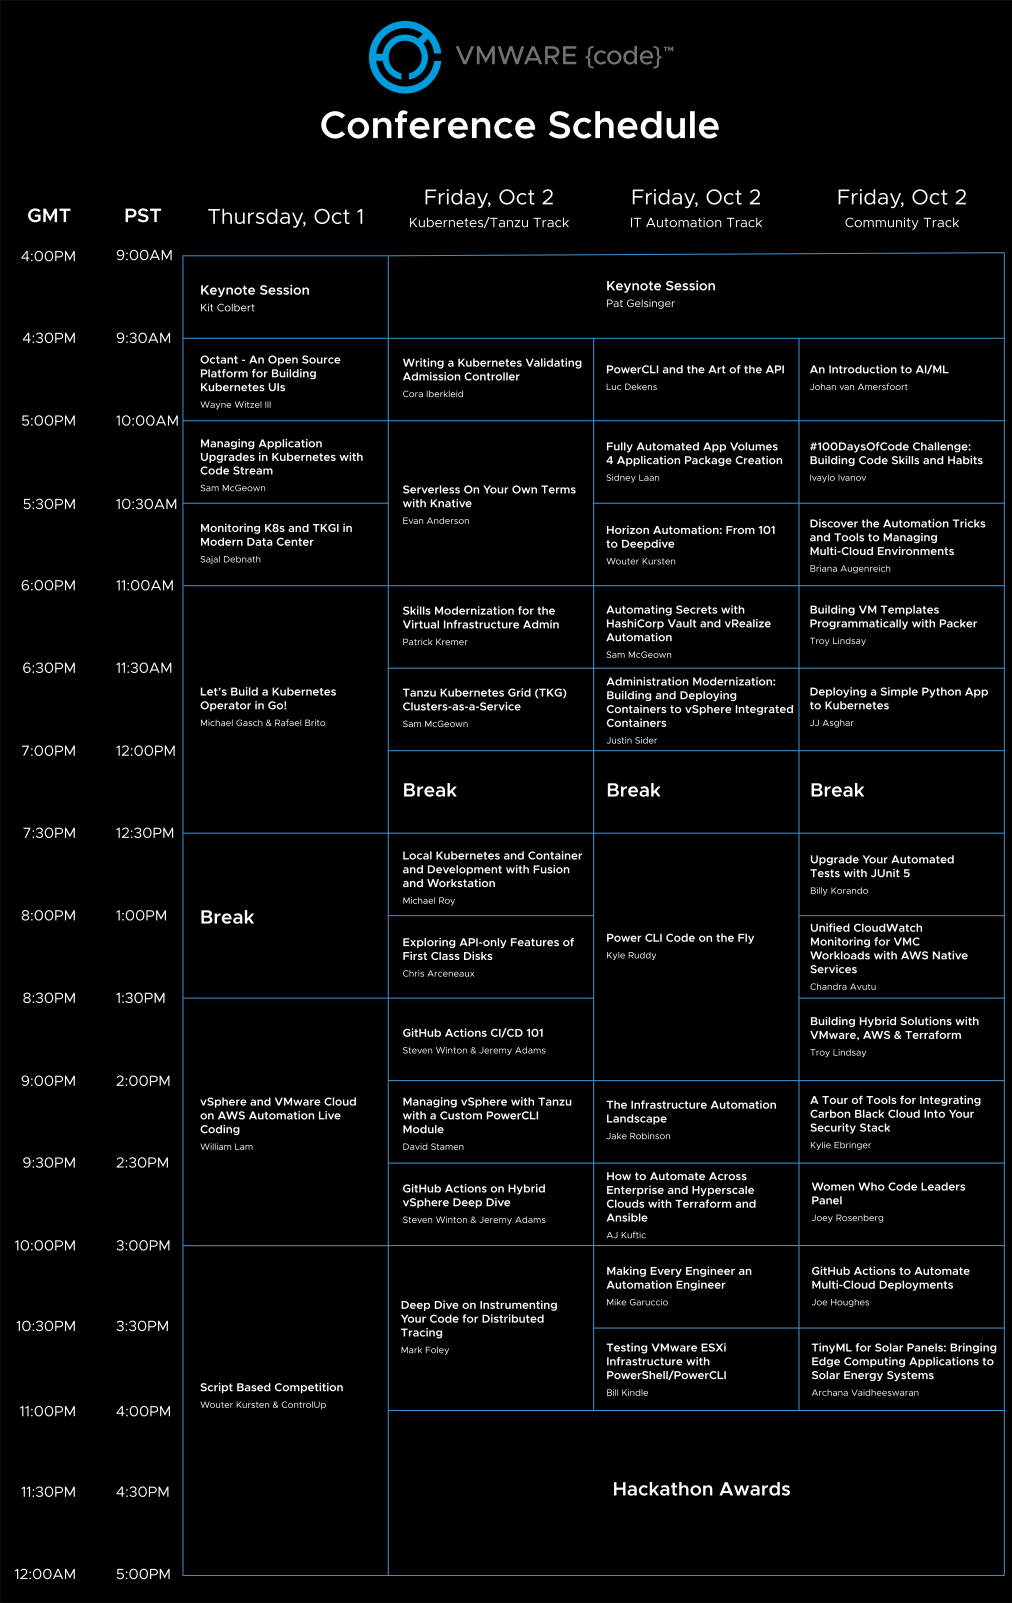 VMWARE {code}™
Conference Schedule
GMT
PST
Thursday, Oct 1
Friday, Oct 2
Kubernetes/Tanzu Track
Friday, Oct 2
IT Automation Track
Friday, Oct 2
Community Track
4:00PM
9:00AM
Keynote Session
Kit Colbert
Keynote Session
Pat Gelsinger
4:30PM
9:30AM
Octant - An Open Source
Platform for Building
Kubernetes UIs
Wayne Witzel III
Writing a Kubernetes Validating
Admission Controller
Cora Iberkleid
PowerCLI and the Art of the API
Luc Dekens
An Introduction to AI/ML
Johan van Amersfoort
5:00PM
10:00AM
Managing Application
Upgrades in Kubernetes with
Code Stream
Sam McGeown
Serverless On Your Own Terms
with Knative
Evan Anderson
Fully Automated App Volumes
4 Application Package Creation
Sidney Laan
#100DaysOfCode Challenge:
Building Code Skills and Habits
Ivaylo Ivanov
5:30PM
10:30AM
Monitoring K8s and TKGI in
Modern Data Center
Sajal Debnath
Horizon Automation: From 101
to Deepdive
Wouter Kursten
Discover the Automation Tricks
and Tools to Managing
Multi-Cloud Environments
Briana Augenreich
6:00PM
11:00AM
Let's Build a Kubernetes
Operator in Go!
Michael Gasch & Rafael Brito
Skills Modernization for the
Virtual Infrastructure Admin
Patrick Kremer
Automating Secrets with
HashiCorp Vault and vRealize
Automation
Sam McGeown
Building VM Templates
Programmatically with Packer
Troy Lindsay
6:30PM
11:30AM
Tanzu Kubernetes Grid (TKG)
Clusters-as-a-Service
Sam McGeown
Administration Modernization:
Building and Deploying
Containers to vSphere Integrated
Containers
Justin Sider
Deploying a Simple Python App
to Kubernetes
JJ Asghar
7:00PM
12:00PM
Break
Break
Break
7:30PM
12:30PM
Break
Local Kubernetes and Container
and Development with Fusion
and Workstation
Michael Roy
Power CLI Code on the Fly
Kyle Ruddy
Upgrade Your Automated
Tests with JUnit 5
Billy Korando
8:00PM
1:00PM
Exploring API-only Features of
First Class Disks
Chris Arceneaux
Unified CloudWatch
Monitoring for VMC
Workloads with AWS Native
Services
Chandra Avutu
8:30PM
1:30PM
vSphere and VMware Cloud
on AWS Automation Live
Coding
William Lam
GitHub Actions CI/CD 101
Steven Winton & Jeremy Adams
Building Hybrid Solutions with
VMware, AWS & Terraform
Troy Lindsay
9:00PM
2:00PM
Managing vSphere with Tanzu
with a Custom PowerCLI
Module
David Stamen
The Infrastructure Automation
Landscape
Jake Robinson
A Tour of Tools for Integrating
Carbon Black Cloud Into Your
Security Stack
Kylie Ebringer
9:30PM
2:30PM
GitHub Actions on Hybrid
vSphere Deep Dive
Steven Winton & Jeremy Adams
How to Automate Across
Enterprise and Hyperscale
Clouds with Terraform and
Ansible
AJ Kuftic
Women Who Code Leaders
Panel
Joey Rosenberg
10:00PM
3:00PM
Script Based Competition
Wouter Kursten & ControlUp
Deep Dive on Instrumenting
Your Code for Distributed
Tracing
Mark Foley
Making Every Engineer an
Automation Engineer
Mike Garuccio
GitHub Actions to Automate
Multi-Cloud Deployments
Joe Houghes
10:30PM
3:30PM
Testing VMware ESXi
Infrastructure with
PowerShell/PowerCLI
Bill Kindle
TinyML for Solar Panels: Bringing
Edge Computing Applications to
Solar Energy Systems
Archana Vaidheeswaran
11:00PM
4:00PM
Hackathon Awards
11:30PM
4:30PM
12:00AM
5:00PM